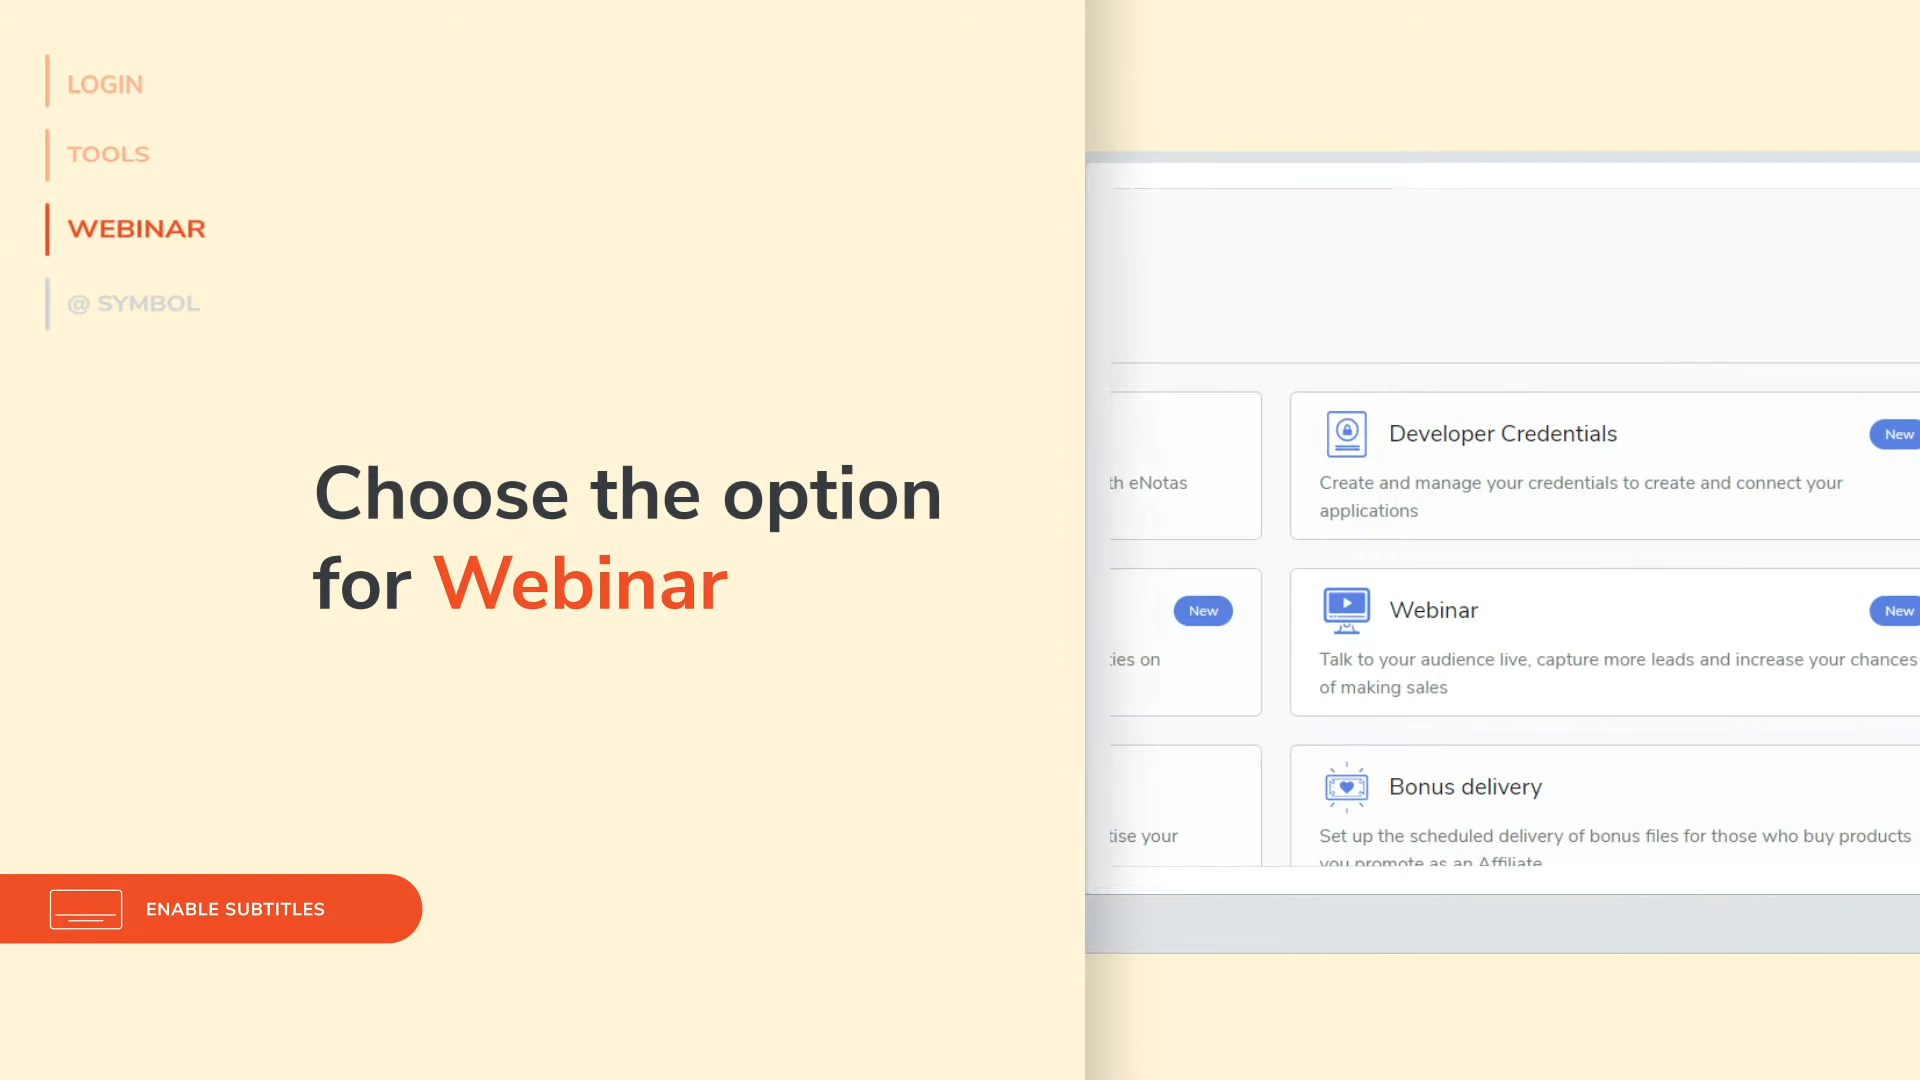 LOGIN
TOOLS
WEBINAR
@ SYMBOL
Choose the option
for Webinar
ENABLE SUBTITLES
th eNotas
Developer Credentials
New
Create and manage your credentials to create and connect your
applications
New
ties on
Webinar
New
Talk to your audience live, capture more leads and increase your chances
of making sales
tise your
Bonus delivery
Set up the scheduled delivery of bonus files for those who buy products
you promote as an Affiliate